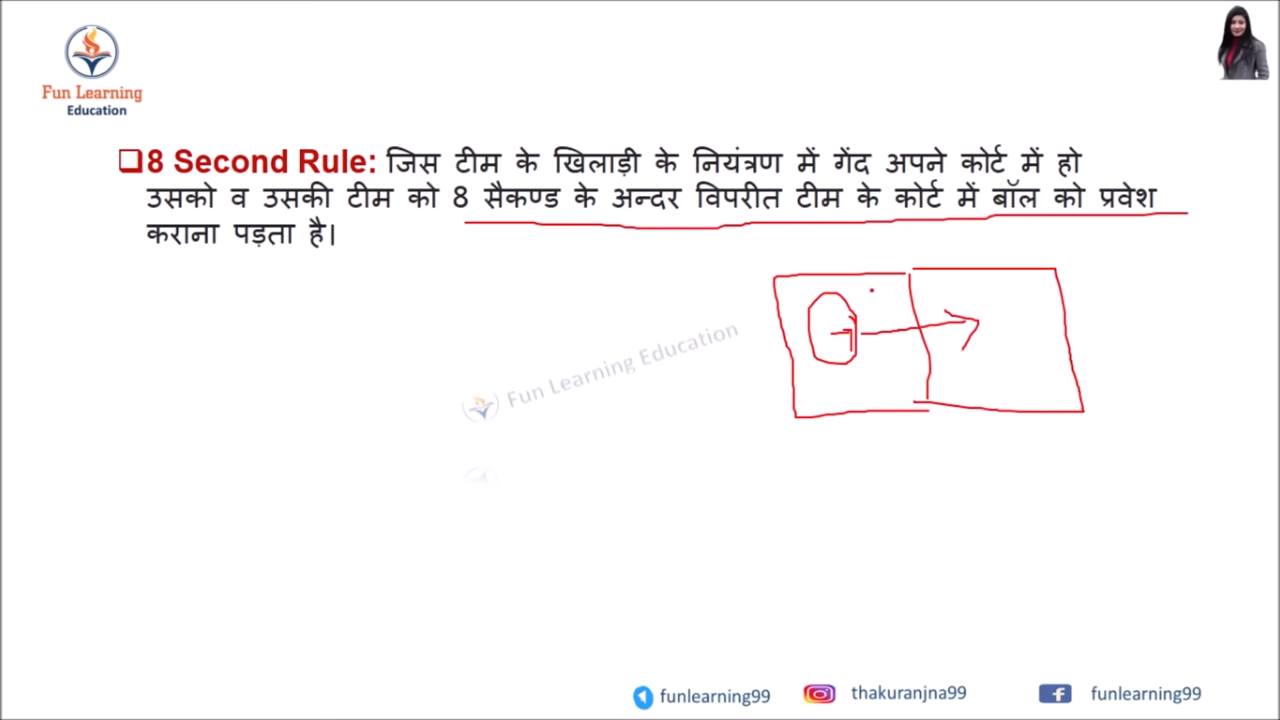 Fun Learning
Education
8 Second Rule: जिस टीम के खिलाड़ी के नियंत्रण में गेंद अपने कोर्ट में हो
उसको व उसकी टीम को 8 सैकण्ड के अन्दर विपरीत टीम के कोर्ट में बॉल को प्रवेश
कराना पड़ता है।
Fun Learning Education
funlearning99
thakuranjna99
funlearning99